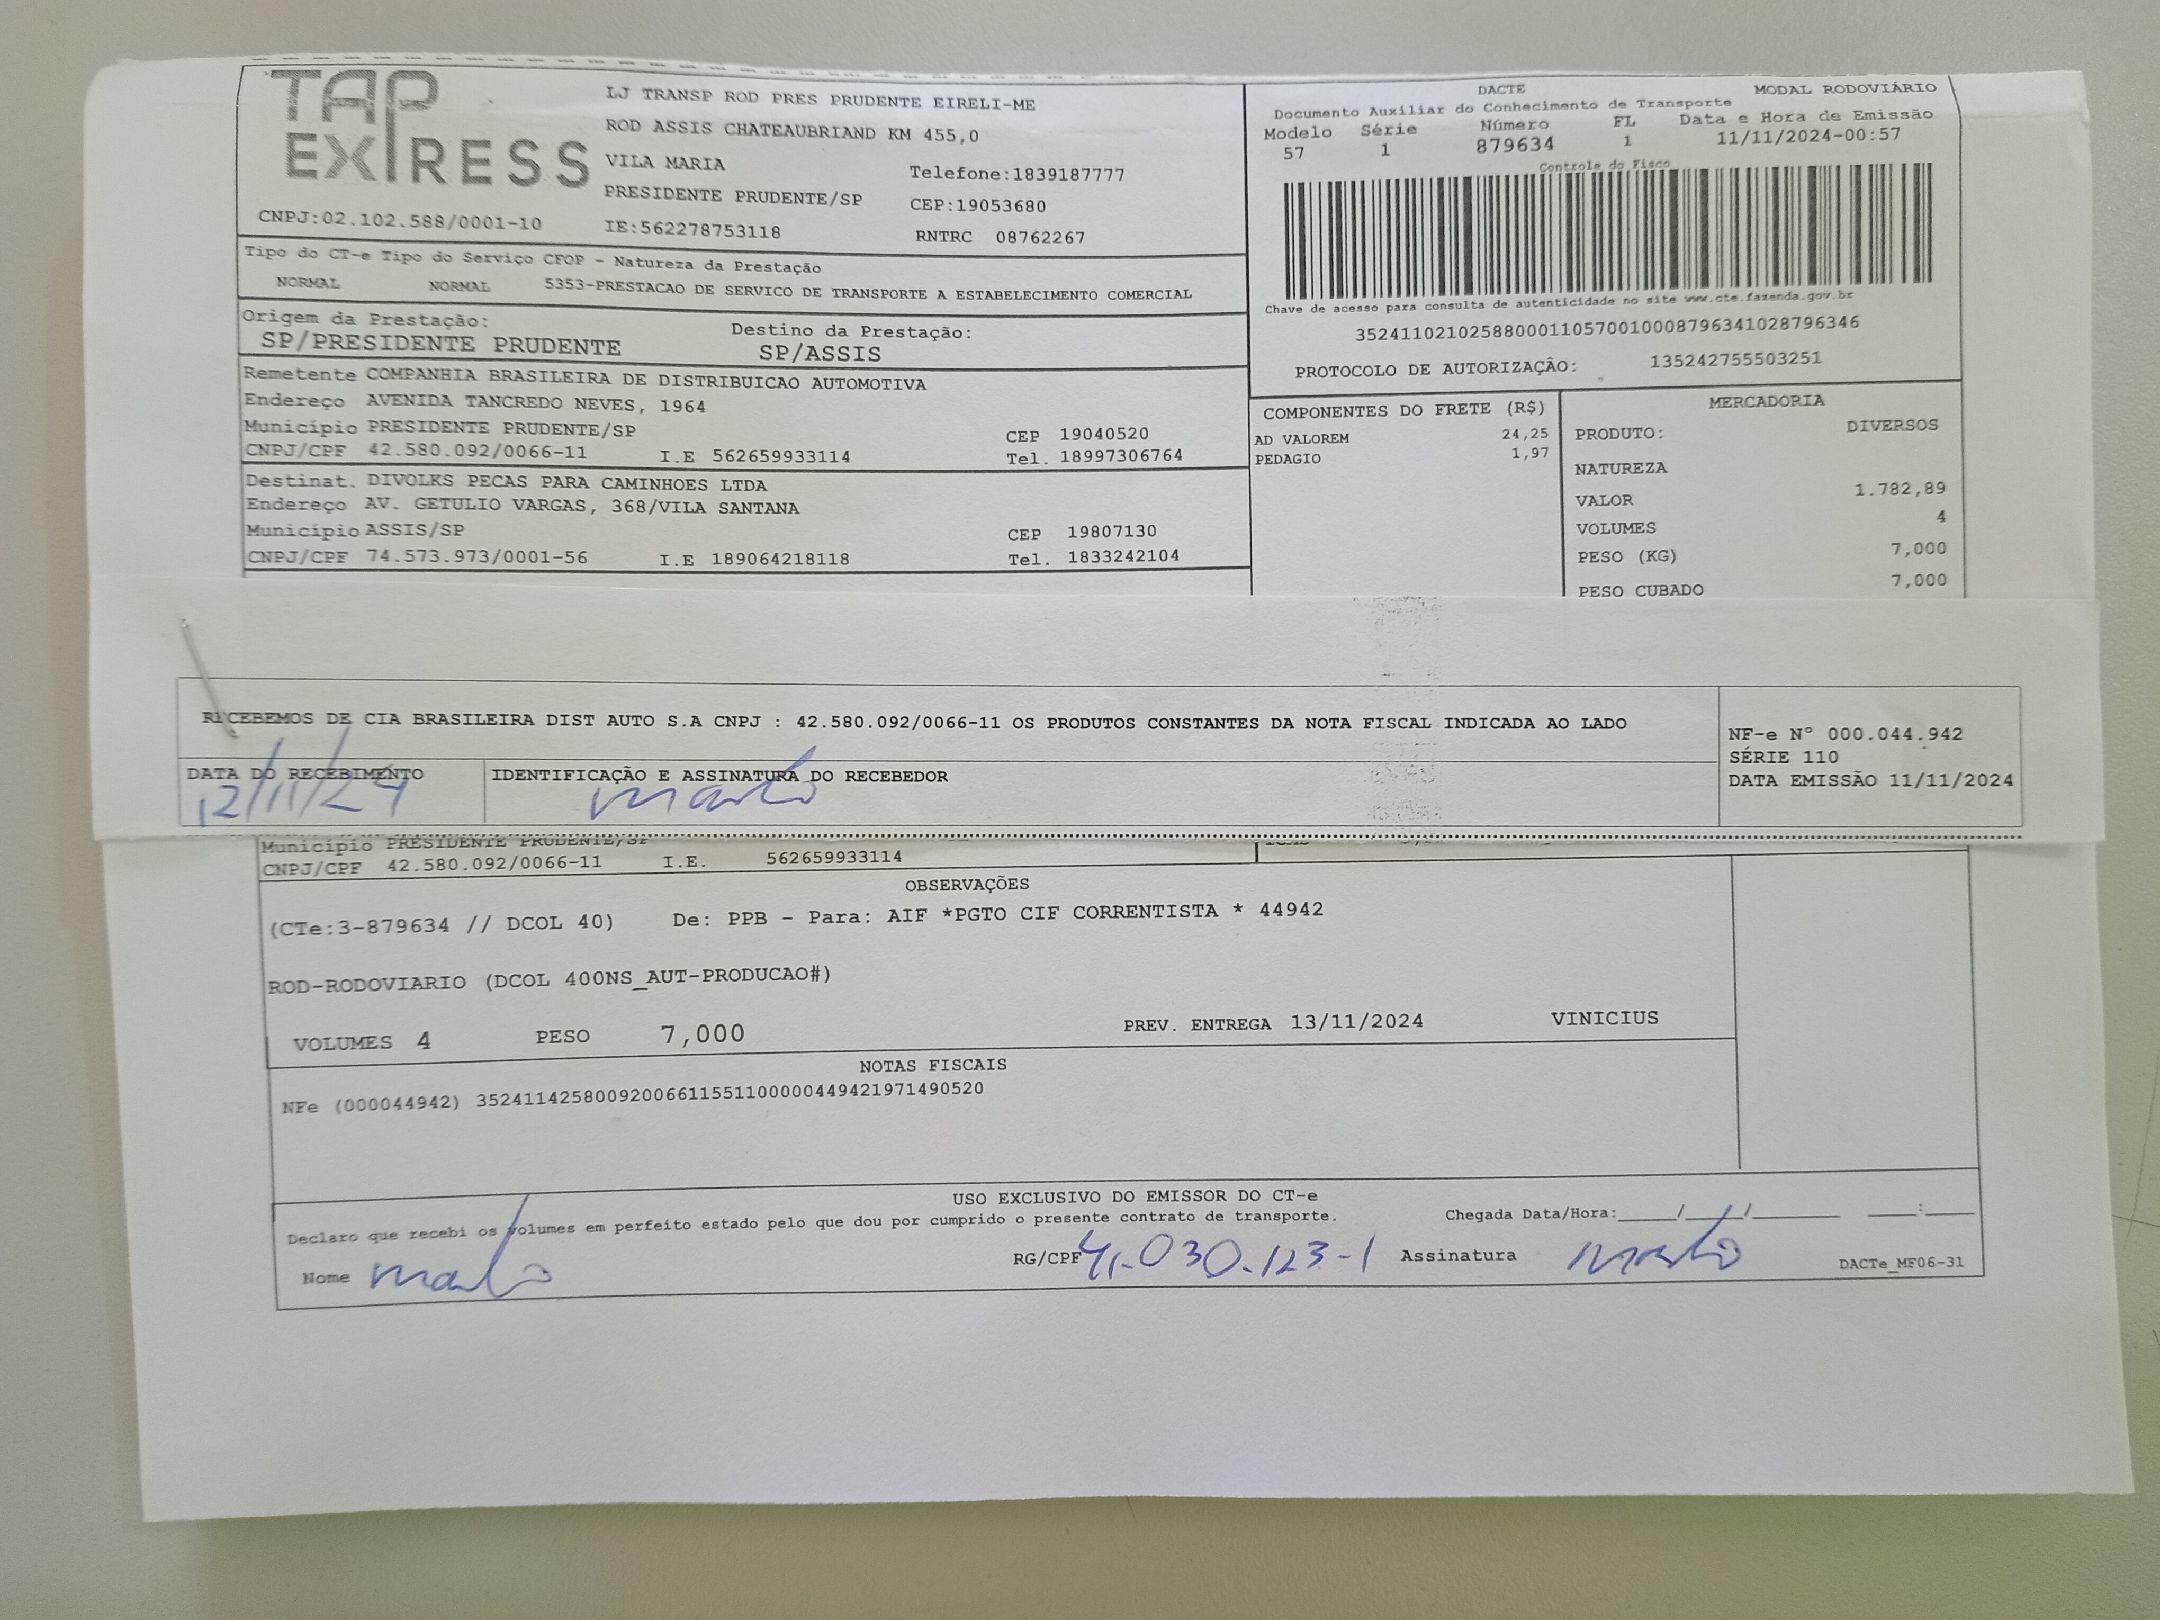 TAP EXPRESS
LJ TRANSP ROD PRES PRUDENTE EIRELI-ME
ROD ASSIS CHATEAUBRIAND KM 455,0
VILA MARIA Telefone:1839187777
PRESIDENTE PRUDENTE/SP CEP:19053680
CNPJ:02.102.588/0001-10 IE:562278753118 RNTRC 08762267
DACTE MODAL RODOVIÁRIO
Documento Auxiliar do Conhecimento de Transporte
Modelo Série Número FL Data e Hora de Emissão
57 1 879634 1 11/11/2024-00:57
Controle do Fisco
Chave de acesso para consulta de autenticidade no site www.cte.fazenda.gov.br
35241102102588000110570010008796341028796346
PROTOCOLO DE AUTORIZAÇÃO: 135242755503251
Tipo do CT-e Tipo do Serviço CFOP - Natureza da Prestação
NORMAL NORMAL 5353-PRESTACAO DE SERVICO DE TRANSPORTE A ESTABELECIMENTO COMERCIAL
Origem da Prestação: Destino da Prestação:
SP/PRESIDENTE PRUDENTE SP/ASSIS
Remetente COMPANHIA BRASILEIRA DE DISTRIBUICAO AUTOMOTIVA
Endereço AVENIDA TANCREDO NEVES, 1964
Município PRESIDENTE PRUDENTE/SP CEP 19040520
CNPJ/CPF 42.580.092/0066-11 I.E 562659933114 Tel. 18997306764
Destinat. DIVOLKS PECAS PARA CAMINHOES LTDA
Endereço AV. GETULIO VARGAS, 368/VILA SANTANA
Município ASSIS/SP CEP 19807130
CNPJ/CPF 74.573.973/0001-56 I.E 189064218118 Tel. 1833242104
COMPONENTES DO FRETE (R$)
AD VALOREM 24,25
PEDAGIO 1,97
MERCADORIA
PRODUTO: DIVERSOS
NATUREZA
VALOR 1.782,89
VOLUMES 4
PESO (KG) 7,000
PESO CUBADO 7,000
RECEBEMOS DE CIA BRASILEIRA DIST AUTO S.A CNPJ : 42.580.092/0066-11 OS PRODUTOS CONSTANTES DA NOTA FISCAL INDICADA AO LADO
NF-e Nº 000.044.942
SÉRIE 110
DATA EMISSÃO 11/11/2024
DATA DO RECEBIMENTO IDENTIFICAÇÃO E ASSINATURA DO RECEBEDOR
12/11/24
Município PRESIDENTE PRUDENTE/SP
CNPJ/CPF 42.580.092/0066-11 I.E. 562659933114
OBSERVAÇÕES
(CTe:3-879634 // DCOL 40) De: PPB - Para: AIF *PGTO CIF CORRENTISTA * 44942
ROD-RODOVIARIO (DCOL 400NS_AUT-PRODUCAO#)
VOLUMES 4 PESO 7,000 PREV. ENTREGA 13/11/2024 VINICIUS
NOTAS FISCAIS
NFe (000044942) 35241142580092006611551100000449421971490520
USO EXCLUSIVO DO EMISSOR DO CT-e
Declaro que recebi os volumes em perfeito estado pelo que dou por cumprido o presente contrato de transporte. Chegada Data/Hora:____/____/______ ____:____
Nome RG/CPF 41.030.123-1 Assinatura DACTe_MF06-31